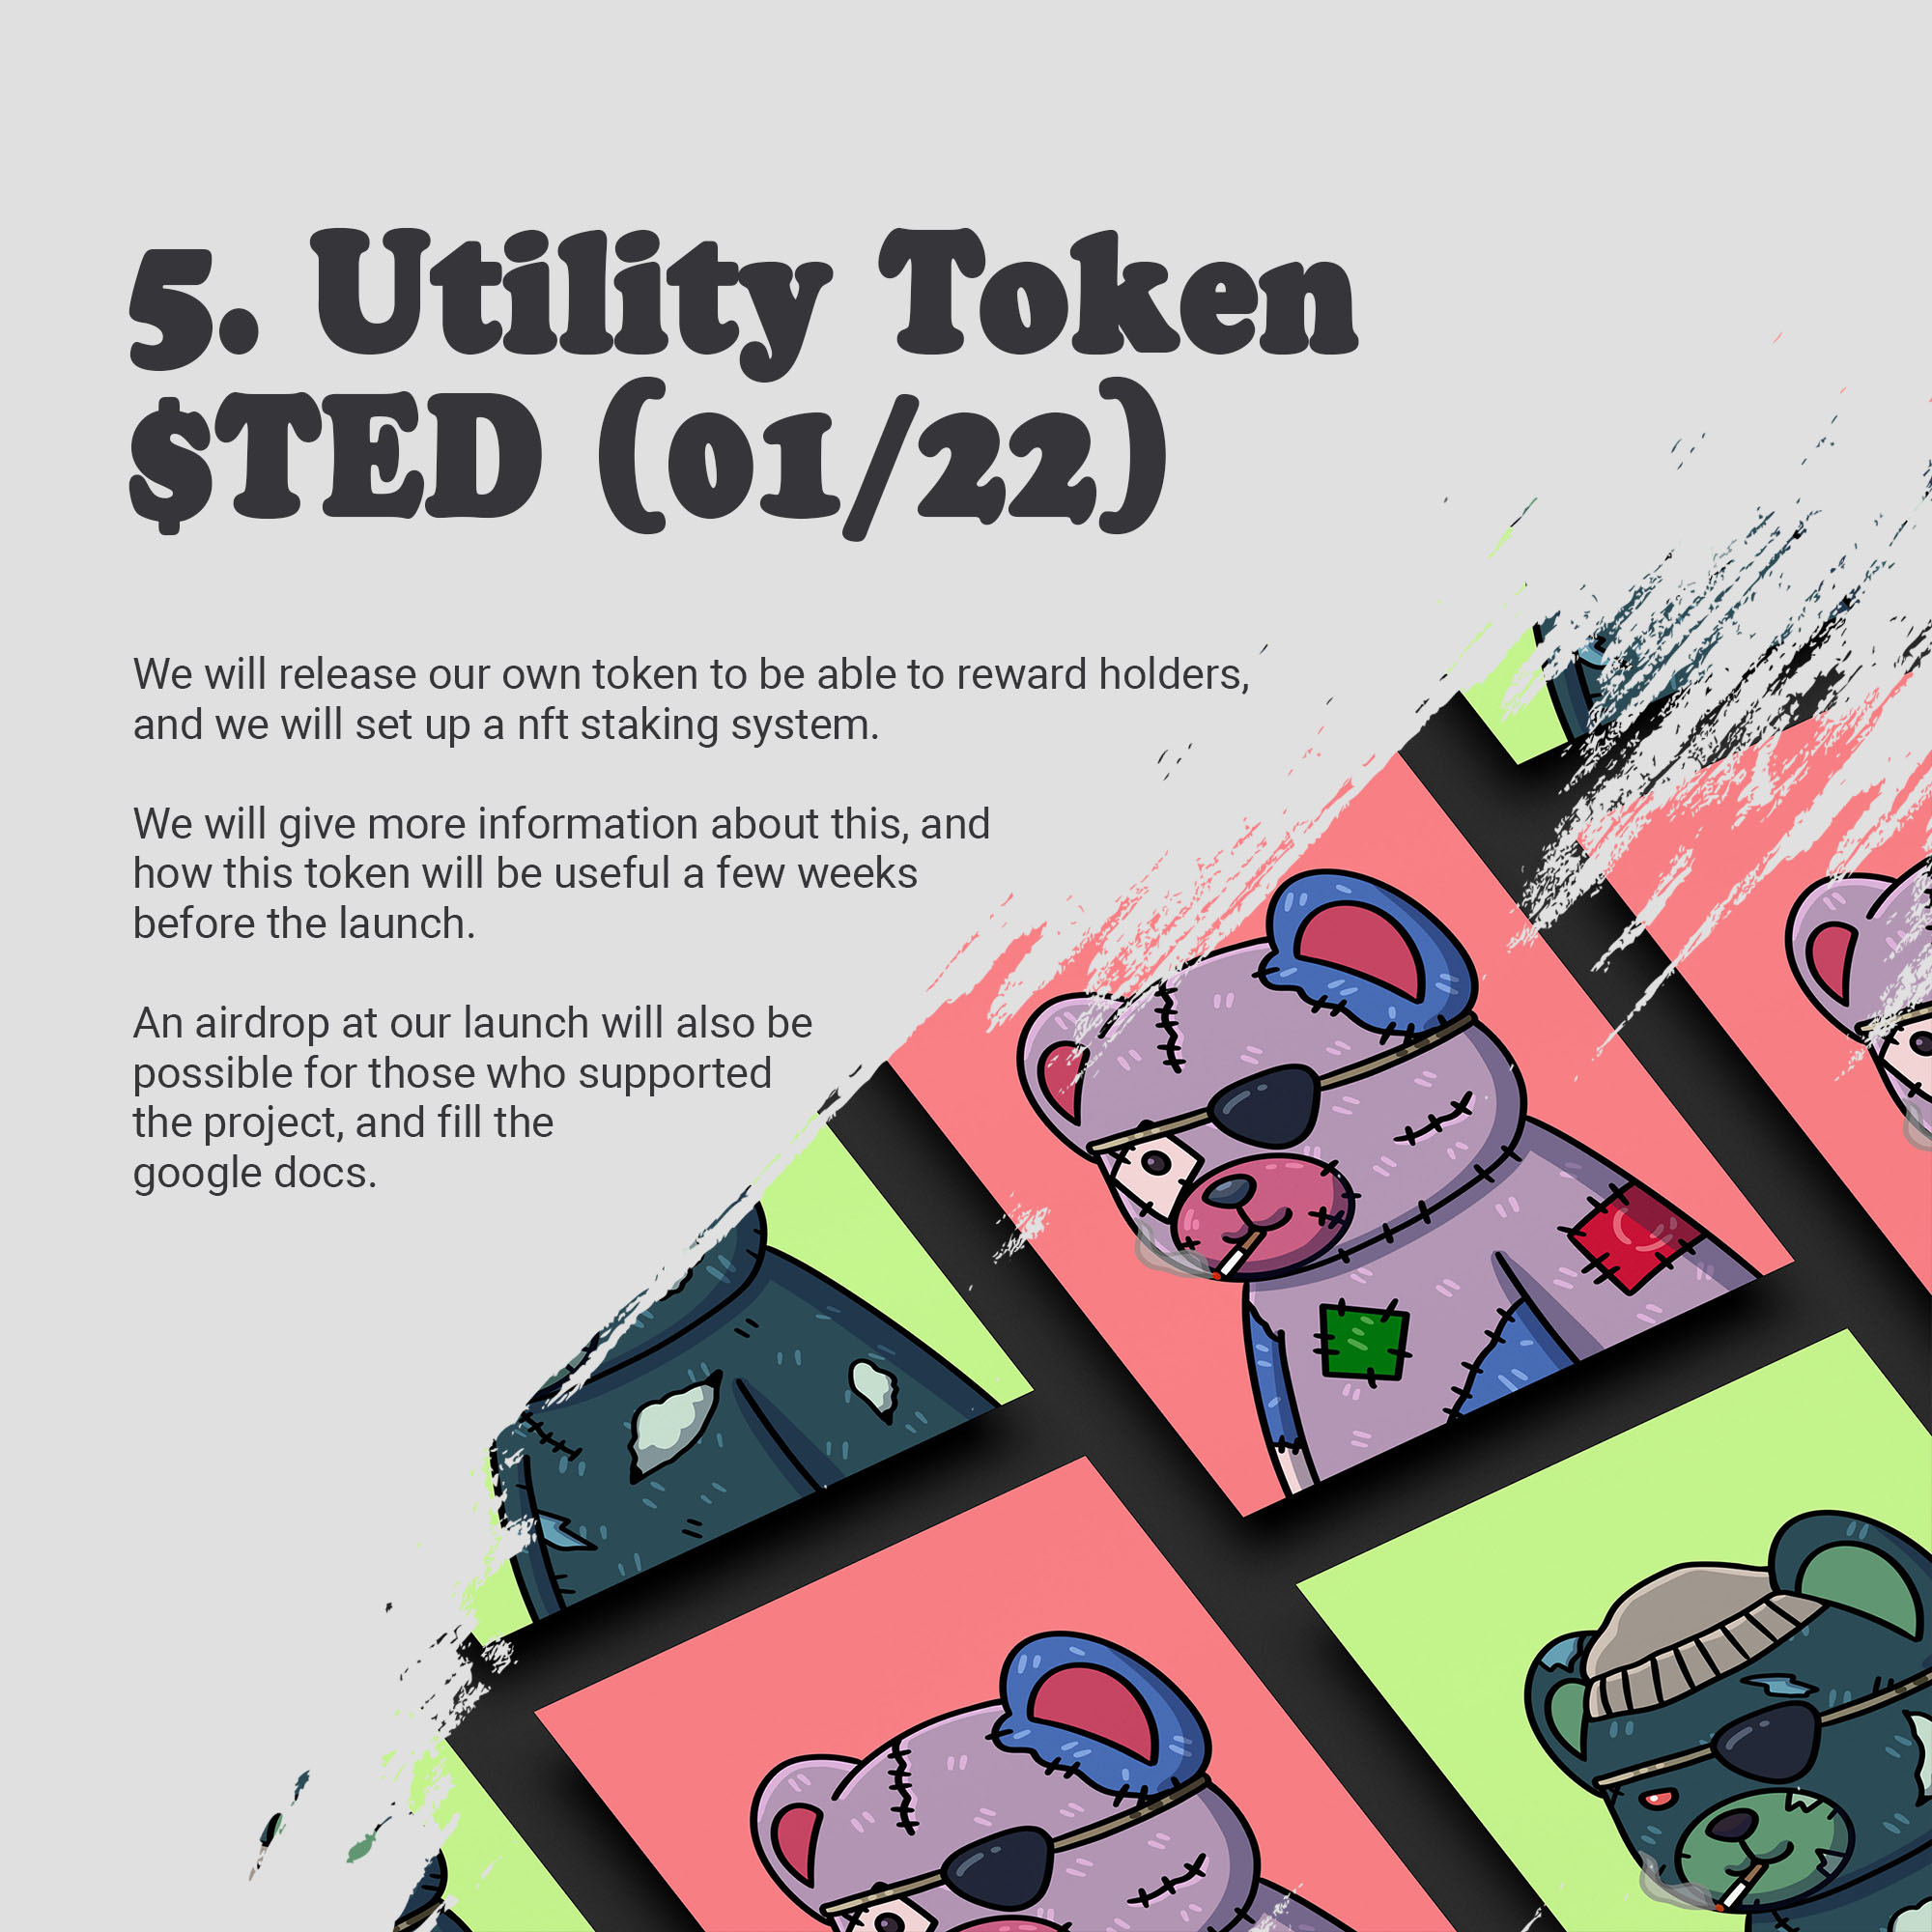 5. Utility Token
$TED (01/22)
We will release our own token to be able to reward holders,
and we will set up a nft staking system.
We will give more information about this, and
how this token will be useful a few weeks
before the launch.
An airdrop at our launch will also be
possible for those who supported
the project, and fill the
google docs.